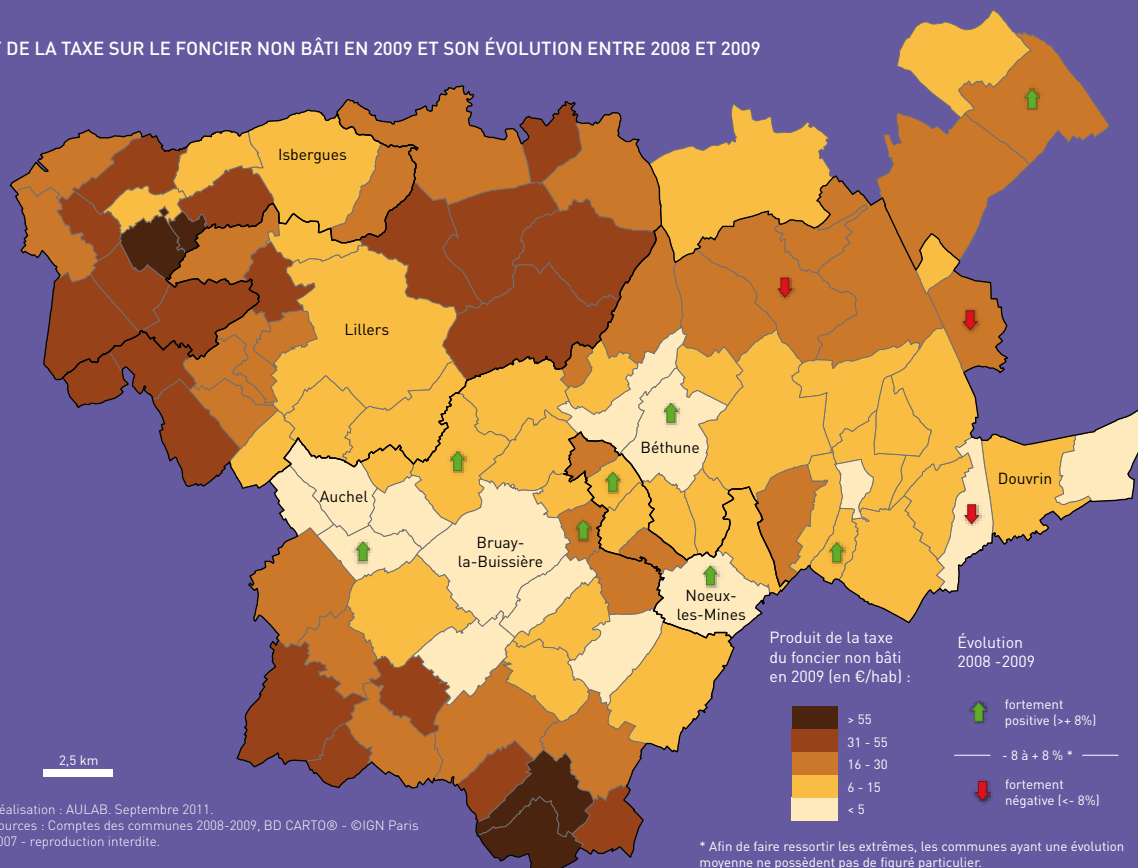 DE LA TAXE SUR LE FONCIER NON BÂTI EN 2009 ET SON ÉVOLUTION ENTRE 2008 ET 2009
Isbergues
Lillers
Béthune
Douvrin
Auchel
Bruay-
la-Buissière
Noeux-
les-Mines
Produit de la taxe
du foncier non bâti
en 2009 (en €/hab) :
> 55
31 - 55
16 - 30
6 - 15
< 5
Évolution
2008 -2009
fortement
positive (>+ 8%)
- 8 à + 8 % *
fortement
négative (<- 8%)
2,5 km
éalisation : AULAB. Septembre 2011.
ources : Comptes des communes 2008-2009, BD CARTO® - ©IGN Paris
007 - reproduction interdite.
* Afin de faire ressortir les extrêmes, les communes ayant une évolution
moyenne ne possèdent pas de figuré particulier.